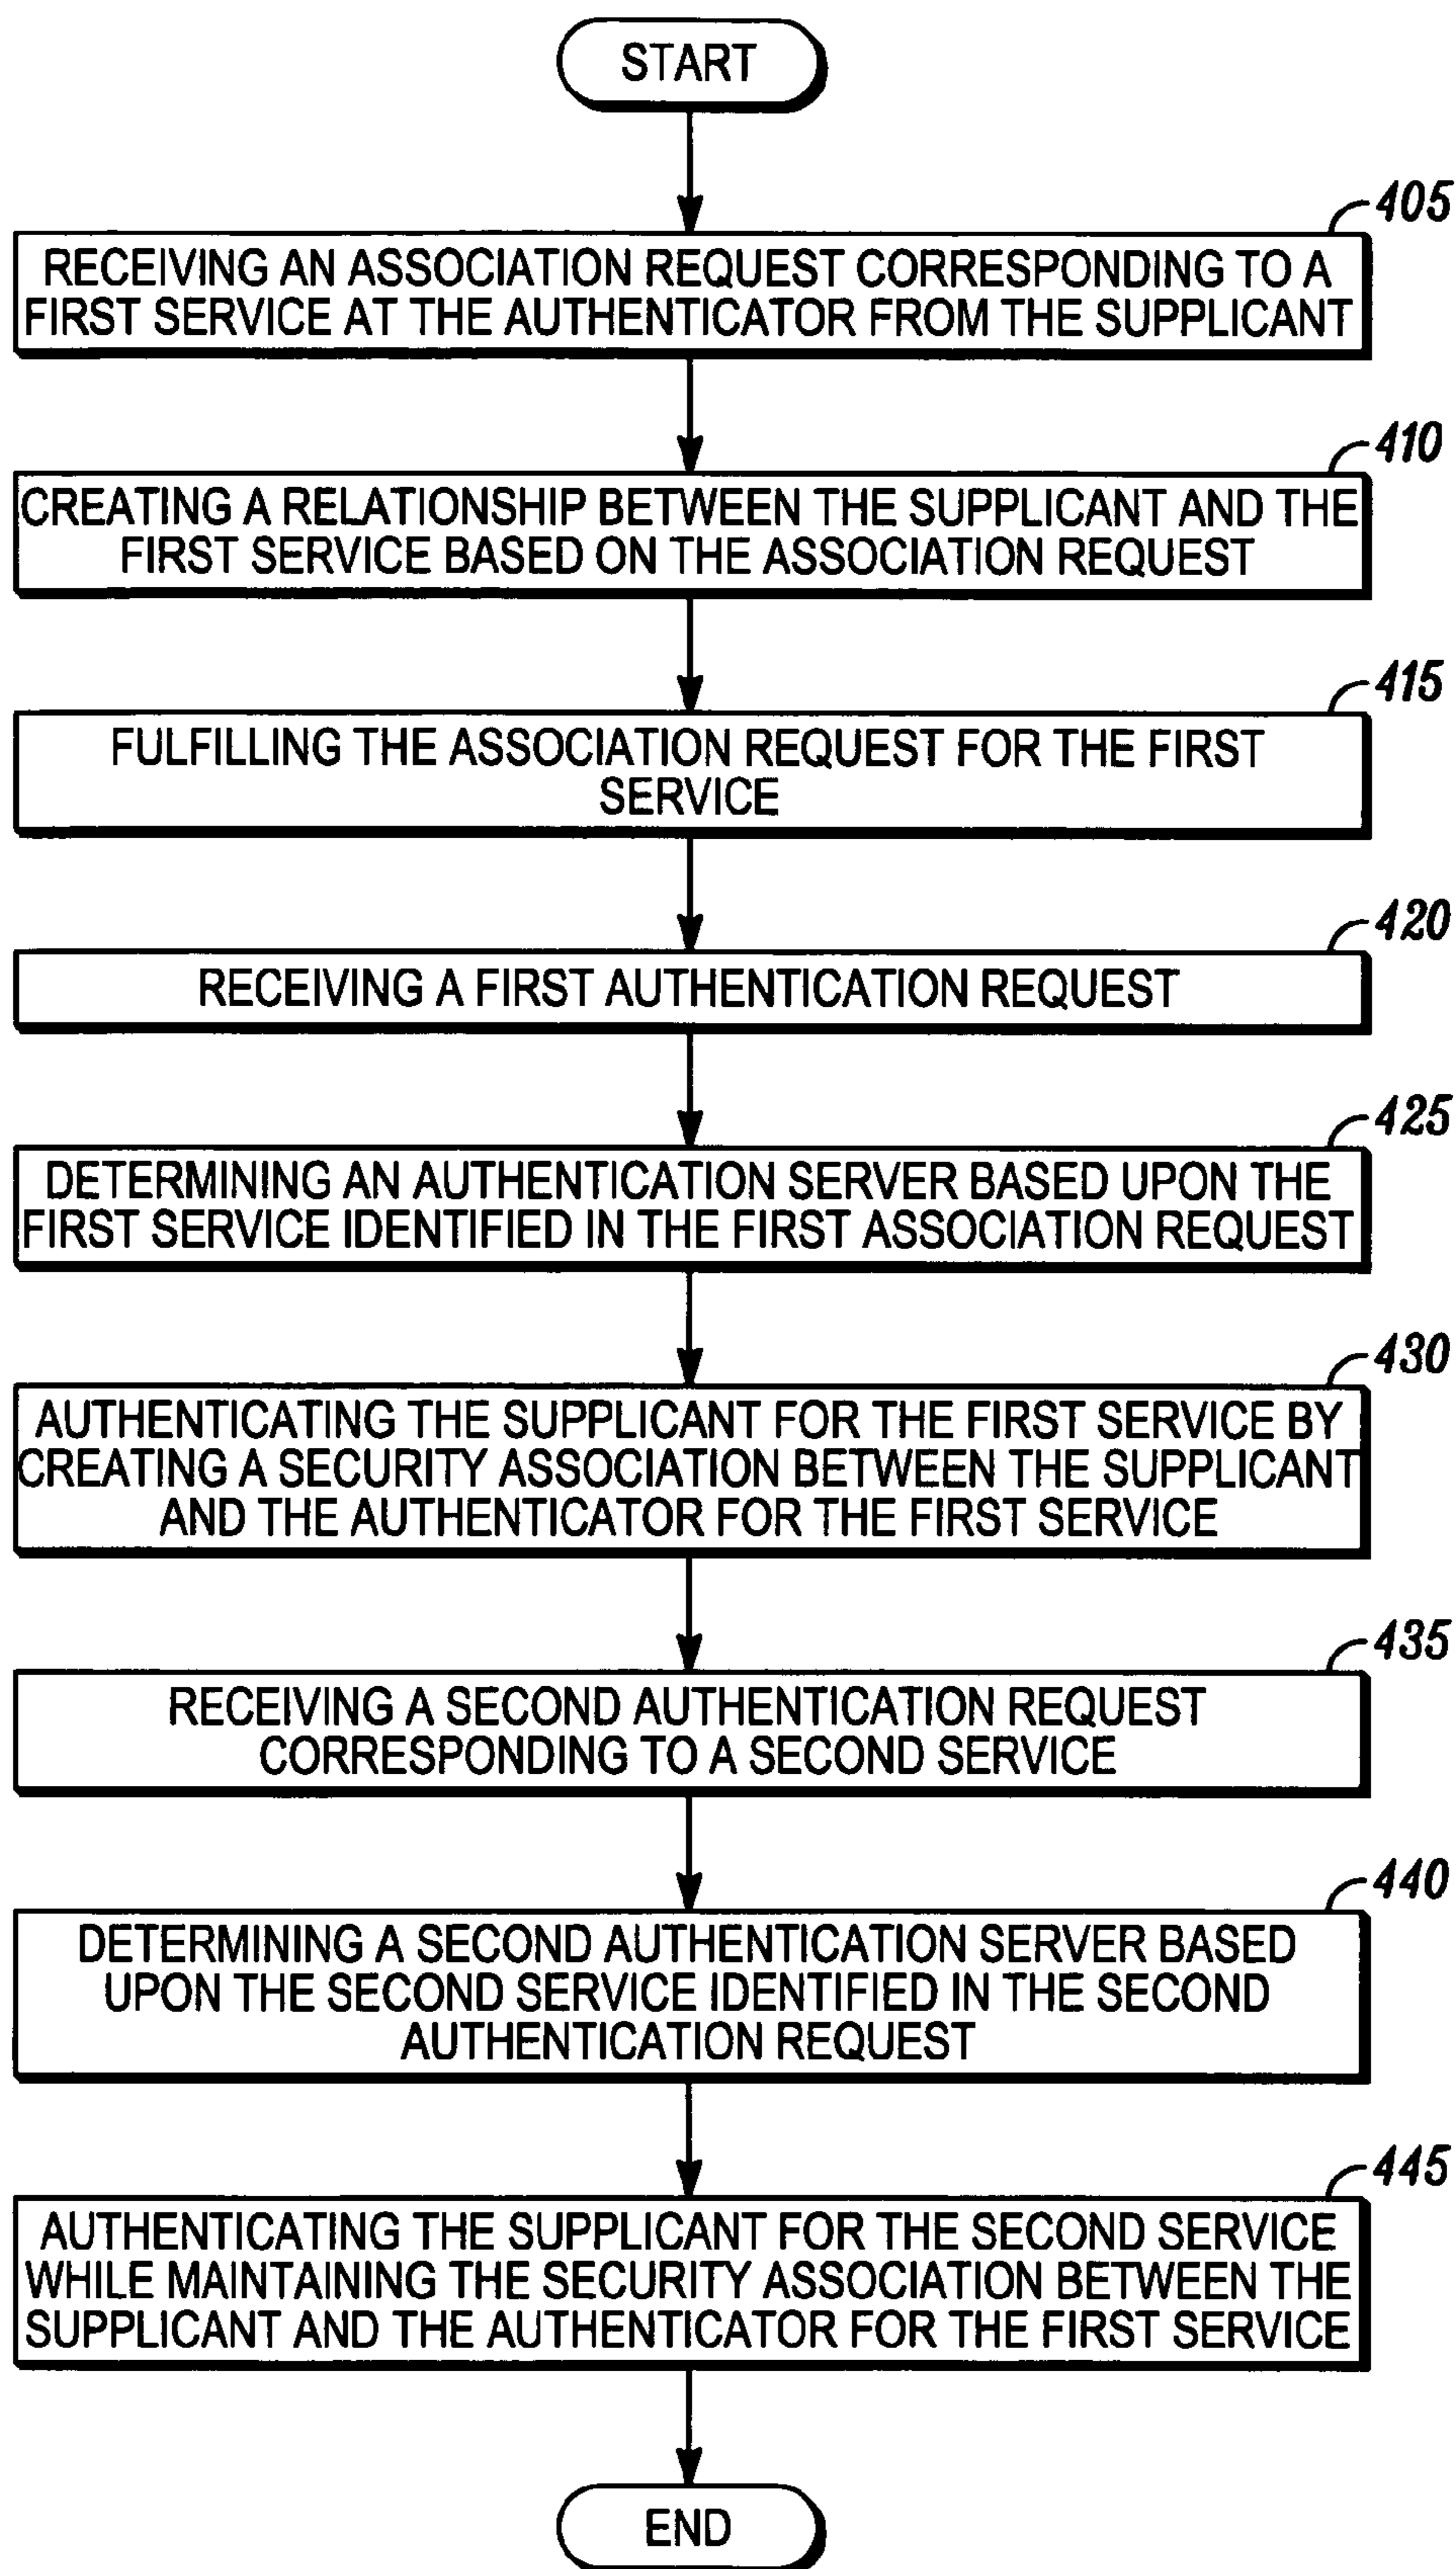 START
405
RECEIVING AN ASSOCIATION REQUEST CORRESPONDING TO A
FIRST SERVICE AT THE AUTHENTICATOR FROM THE SUPPLICANT
410
CREATING A RELATIONSHIP BETWEEN THE SUPPLICANT AND THE
FIRST SERVICE BASED ON THE ASSOCIATION REQUEST
415
FULFILLING THE ASSOCIATION REQUEST FOR THE FIRST
SERVICE
420
RECEIVING A FIRST AUTHENTICATION REQUEST
425
DETERMINING AN AUTHENTICATION SERVER BASED UPON THE
FIRST SERVICE IDENTIFIED IN THE FIRST ASSOCIATION REQUEST
430
AUTHENTICATING THE SUPPLICANT FOR THE FIRST SERVICE BY
CREATING A SECURITY ASSOCIATION BETWEEN THE SUPPLICANT
AND THE AUTHENTICATOR FOR THE FIRST SERVICE
435
RECEIVING A SECOND AUTHENTICATION REQUEST
CORRESPONDING TO A SECOND SERVICE
440
DETERMINING A SECOND AUTHENTICATION SERVER BASED
UPON THE SECOND SERVICE IDENTIFIED IN THE SECOND
AUTHENTICATION REQUEST
445
AUTHENTICATING THE SUPPLICANT FOR THE SECOND SERVICE
WHILE MAINTAINING THE SECURITY ASSOCIATION BETWEEN THE
SUPPLICANT AND THE AUTHENTICATOR FOR THE FIRST SERVICE
END